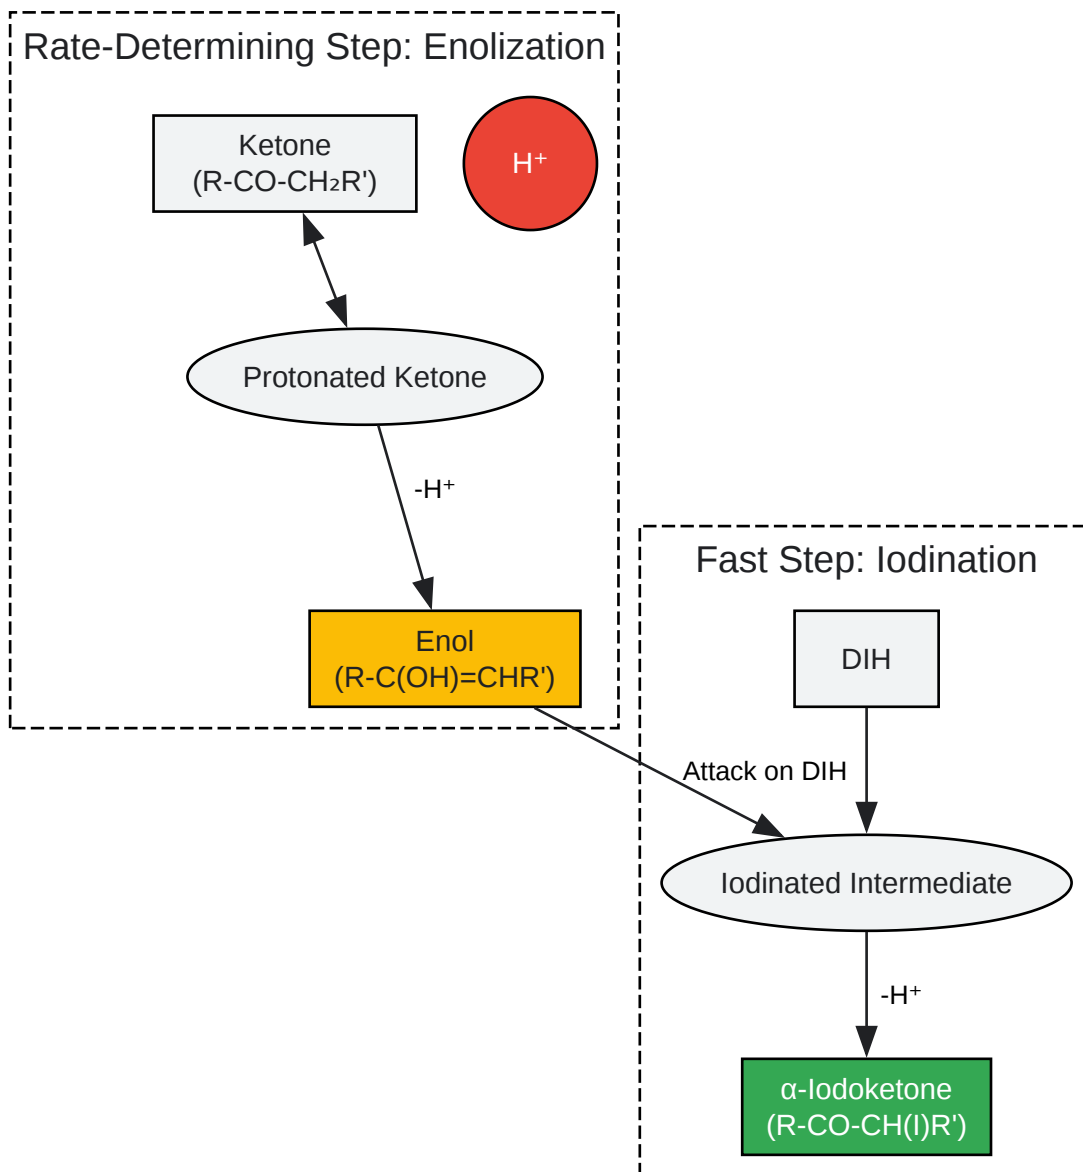 Rate-Determining Step: Enolization
Ketone
(R-CO-CH₂R')
H⁺
Protonated Ketone
-H⁺
Enol
(R-C(OH)=CHR')
Fast Step: Iodination
DIH
Attack on DIH
Iodinated Intermediate
-H⁺
α-Iodoketone
(R-CO-CH(I)R')